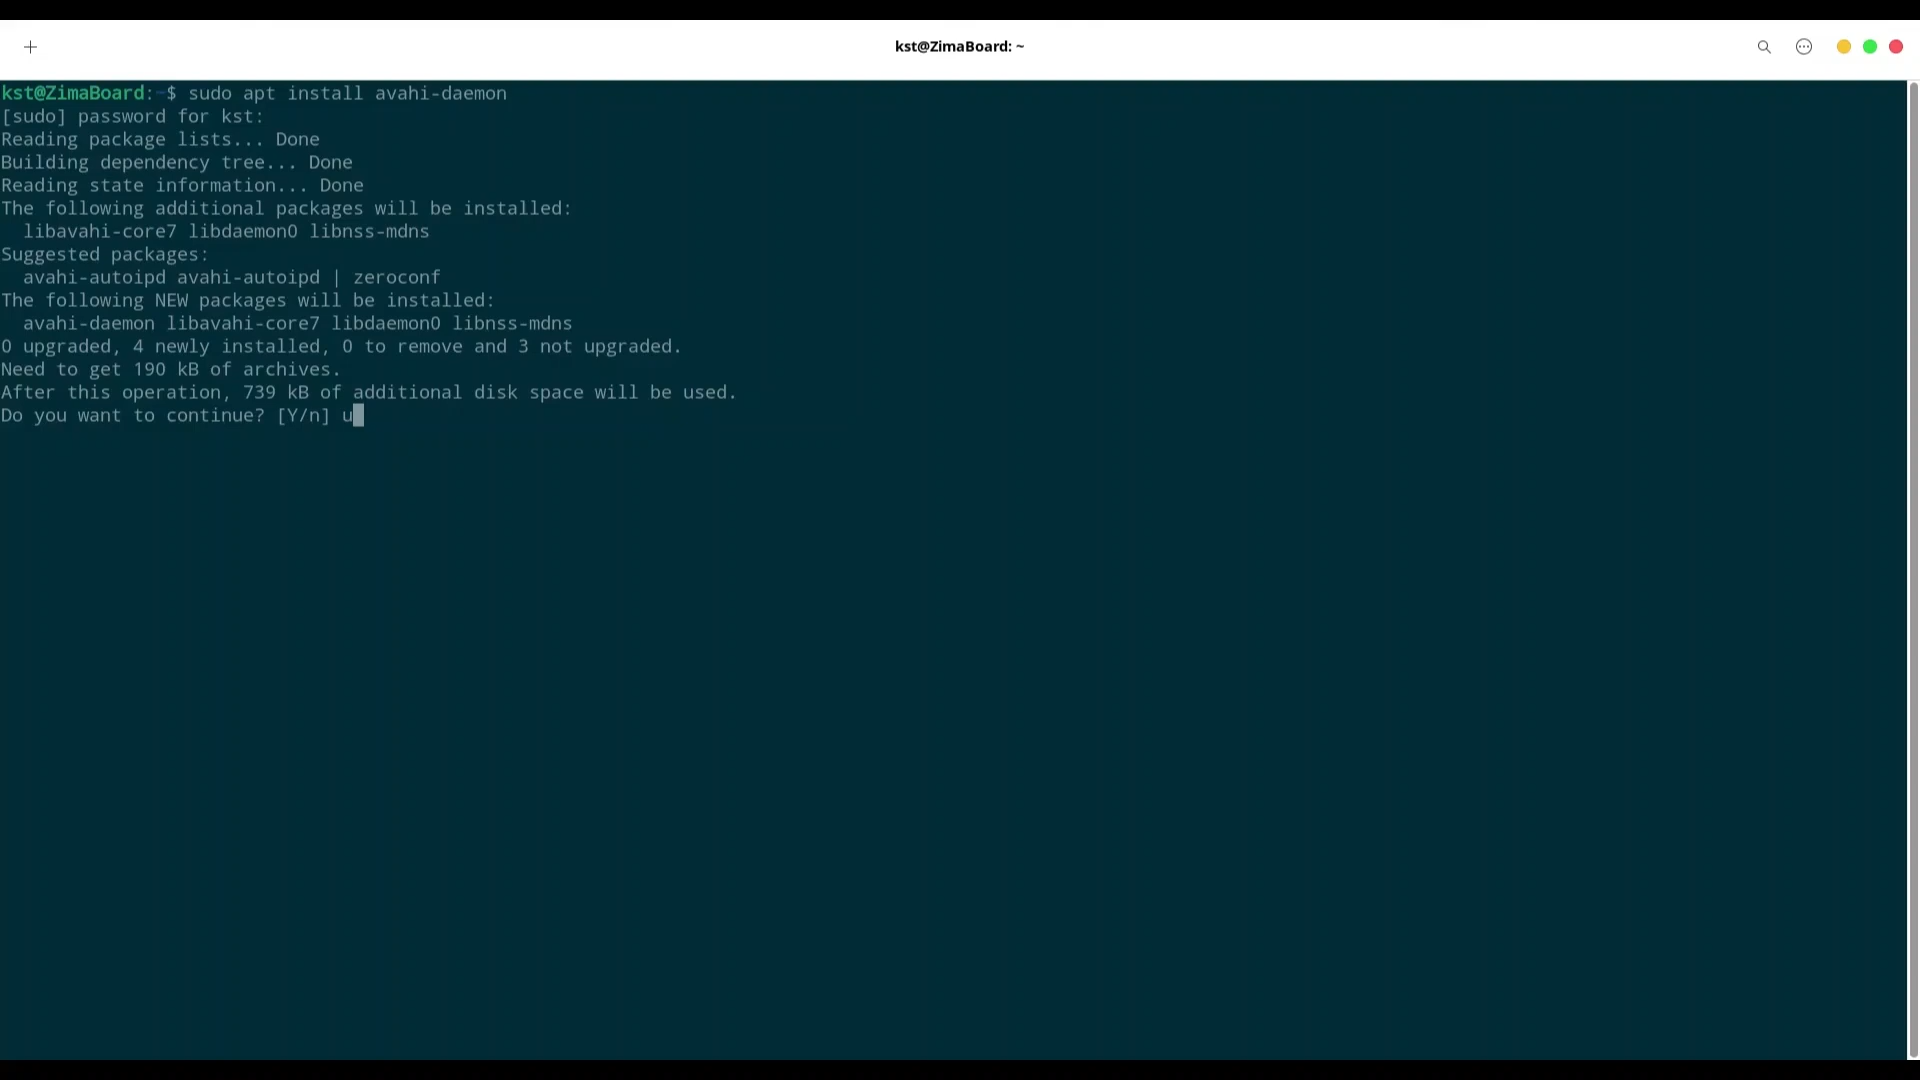 kst@ZimaBoard: ~
kst@ZimaBoard:~$ sudo apt install avahi-daemon
[sudo] password for kst:
Reading package lists... Done
Building dependency tree... Done
Reading state information... Done
The following additional packages will be installed:
  libavahi-core7 libdaemon0 libnss-mdns
Suggested packages:
  avahi-autoipd avahi-autoipd | zeroconf
The following NEW packages will be installed:
  avahi-daemon libavahi-core7 libdaemon0 libnss-mdns
0 upgraded, 4 newly installed, 0 to remove and 3 not upgraded.
Need to get 190 kB of archives.
After this operation, 739 kB of additional disk space will be used.
Do you want to continue? [Y/n] u